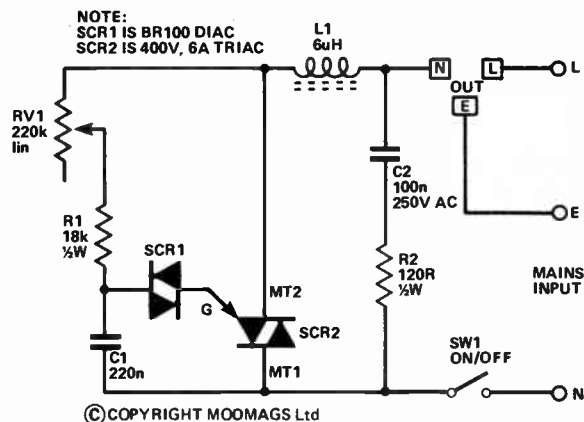 NOTE:
SCR1 IS BR100 DIAC
SCR2 IS 400V, 6A TRIAC
L1
6uH
N
L
L
OUT
E
RV1
220k
lin
C2
100n
250V AC
E
R1
18k
½W
SCR1
R2
120R
½W
MAINS
INPUT
MT2
G
SCR2
SW1
ON/OFF
C1
220n
MT1
N
©COPYRIGHT MODMAGS Ltd